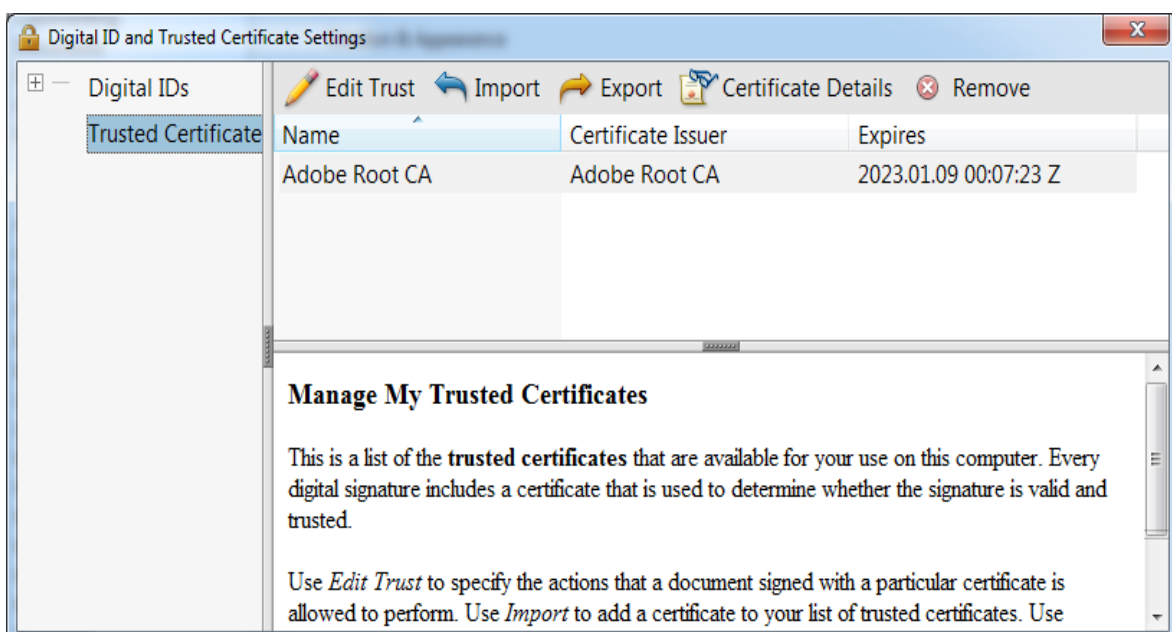 Digital ID and Trusted Certificate Settings
Digital IDs
Trusted Certificate
Edit Trust Import Export Certificate Details Remove
Name Certificate Issuer Expires
Adobe Root CA Adobe Root CA 2023.01.09 00:07:23 Z
Manage My Trusted Certificates
This is a list of the trusted certificates that are available for your use on this computer. Every
digital signature includes a certificate that is used to determine whether the signature is valid and
trusted.
Use Edit Trust to specify the actions that a document signed with a particular certificate is
allowed to perform. Use Import to add a certificate to your list of trusted certificates. Use